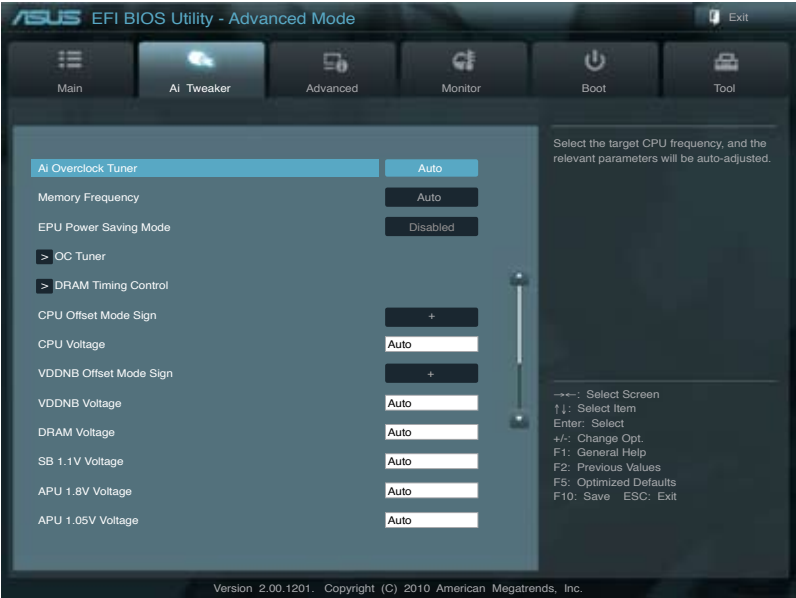 ASUS EFI BIOS Utility - Advanced Mode
Exit
Main
Ai Tweaker
Advanced
Monitor
Boot
Tool
Select the target CPU frequency, and the
relevant parameters will be auto-adjusted.
Ai Overclock Tuner Auto
Memory Frequency Auto
EPU Power Saving Mode Disabled
> OC Tuner
> DRAM Timing Control
CPU Offset Mode Sign +
CPU Voltage Auto
VDDNB Offset Mode Sign +
VDDNB Voltage Auto
DRAM Voltage Auto
SB 1.1V Voltage Auto
APU 1.8V Voltage Auto
APU 1.05V Voltage Auto
→←: Select Screen
↑↓: Select Item
Enter: Select
+/-: Change Opt.
F1: General Help
F2: Previous Values
F5: Optimized Defaults
F10: Save ESC: Exit
Version 2.00.1201. Copyright (C) 2010 American Megatrends, Inc.